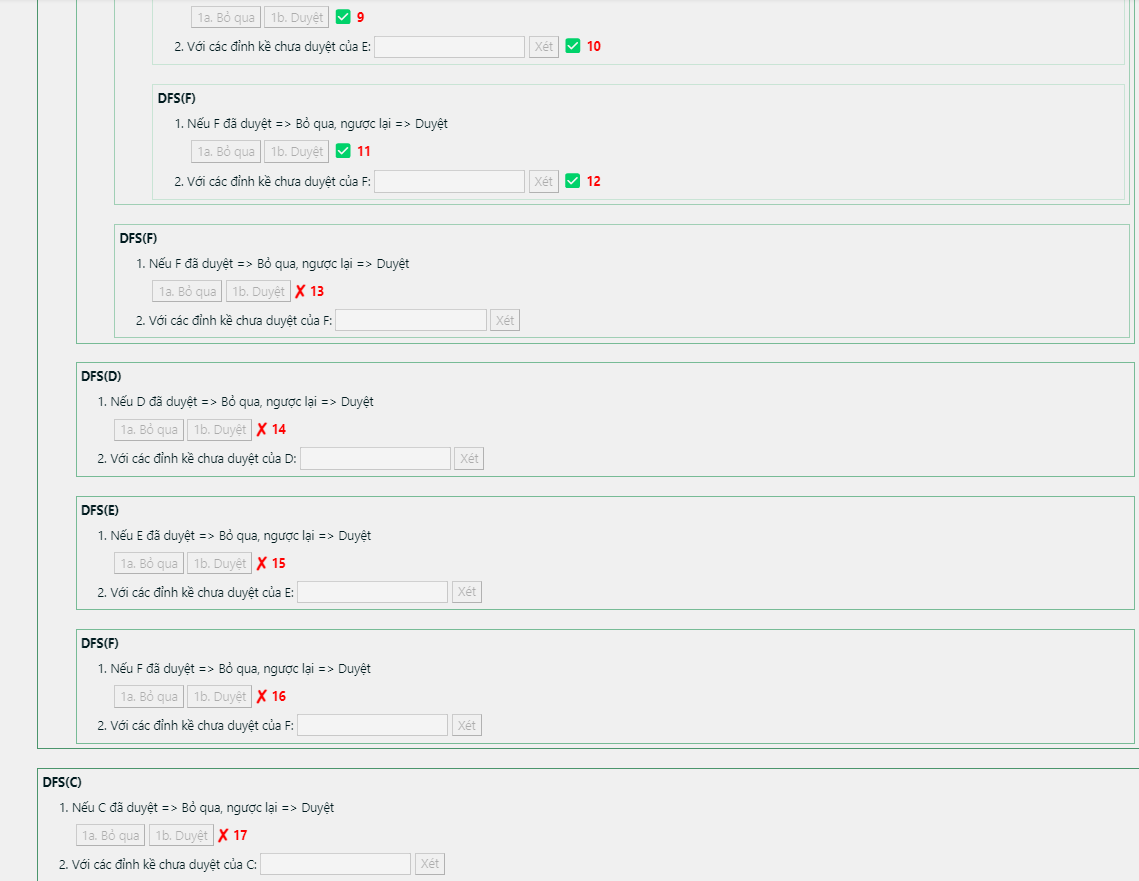 1a. Bỏ qua 1b. Duyệt ✅ 9
2. Với các đỉnh kề chưa duyệt của E: Xét ✅ 10
DFS(F)
1. Nếu F đã duyệt => Bỏ qua, ngược lại => Duyệt
1a. Bỏ qua 1b. Duyệt ✅ 11
2. Với các đỉnh kề chưa duyệt của F: Xét ✅ 12
DFS(F)
1. Nếu F đã duyệt => Bỏ qua, ngược lại => Duyệt
1a. Bỏ qua 1b. Duyệt ✗ 13
2. Với các đỉnh kề chưa duyệt của F: Xét
DFS(D)
1. Nếu D đã duyệt => Bỏ qua, ngược lại => Duyệt
1a. Bỏ qua 1b. Duyệt ✗ 14
2. Với các đỉnh kề chưa duyệt của D: Xét
DFS(E)
1. Nếu E đã duyệt => Bỏ qua, ngược lại => Duyệt
1a. Bỏ qua 1b. Duyệt ✗ 15
2. Với các đỉnh kề chưa duyệt của E: Xét
DFS(F)
1. Nếu F đã duyệt => Bỏ qua, ngược lại => Duyệt
1a. Bỏ qua 1b. Duyệt ✗ 16
2. Với các đỉnh kề chưa duyệt của F: Xét
DFS(C)
1. Nếu C đã duyệt => Bỏ qua, ngược lại => Duyệt
1a. Bỏ qua 1b. Duyệt ✗ 17
2. Với các đỉnh kề chưa duyệt của C: Xét